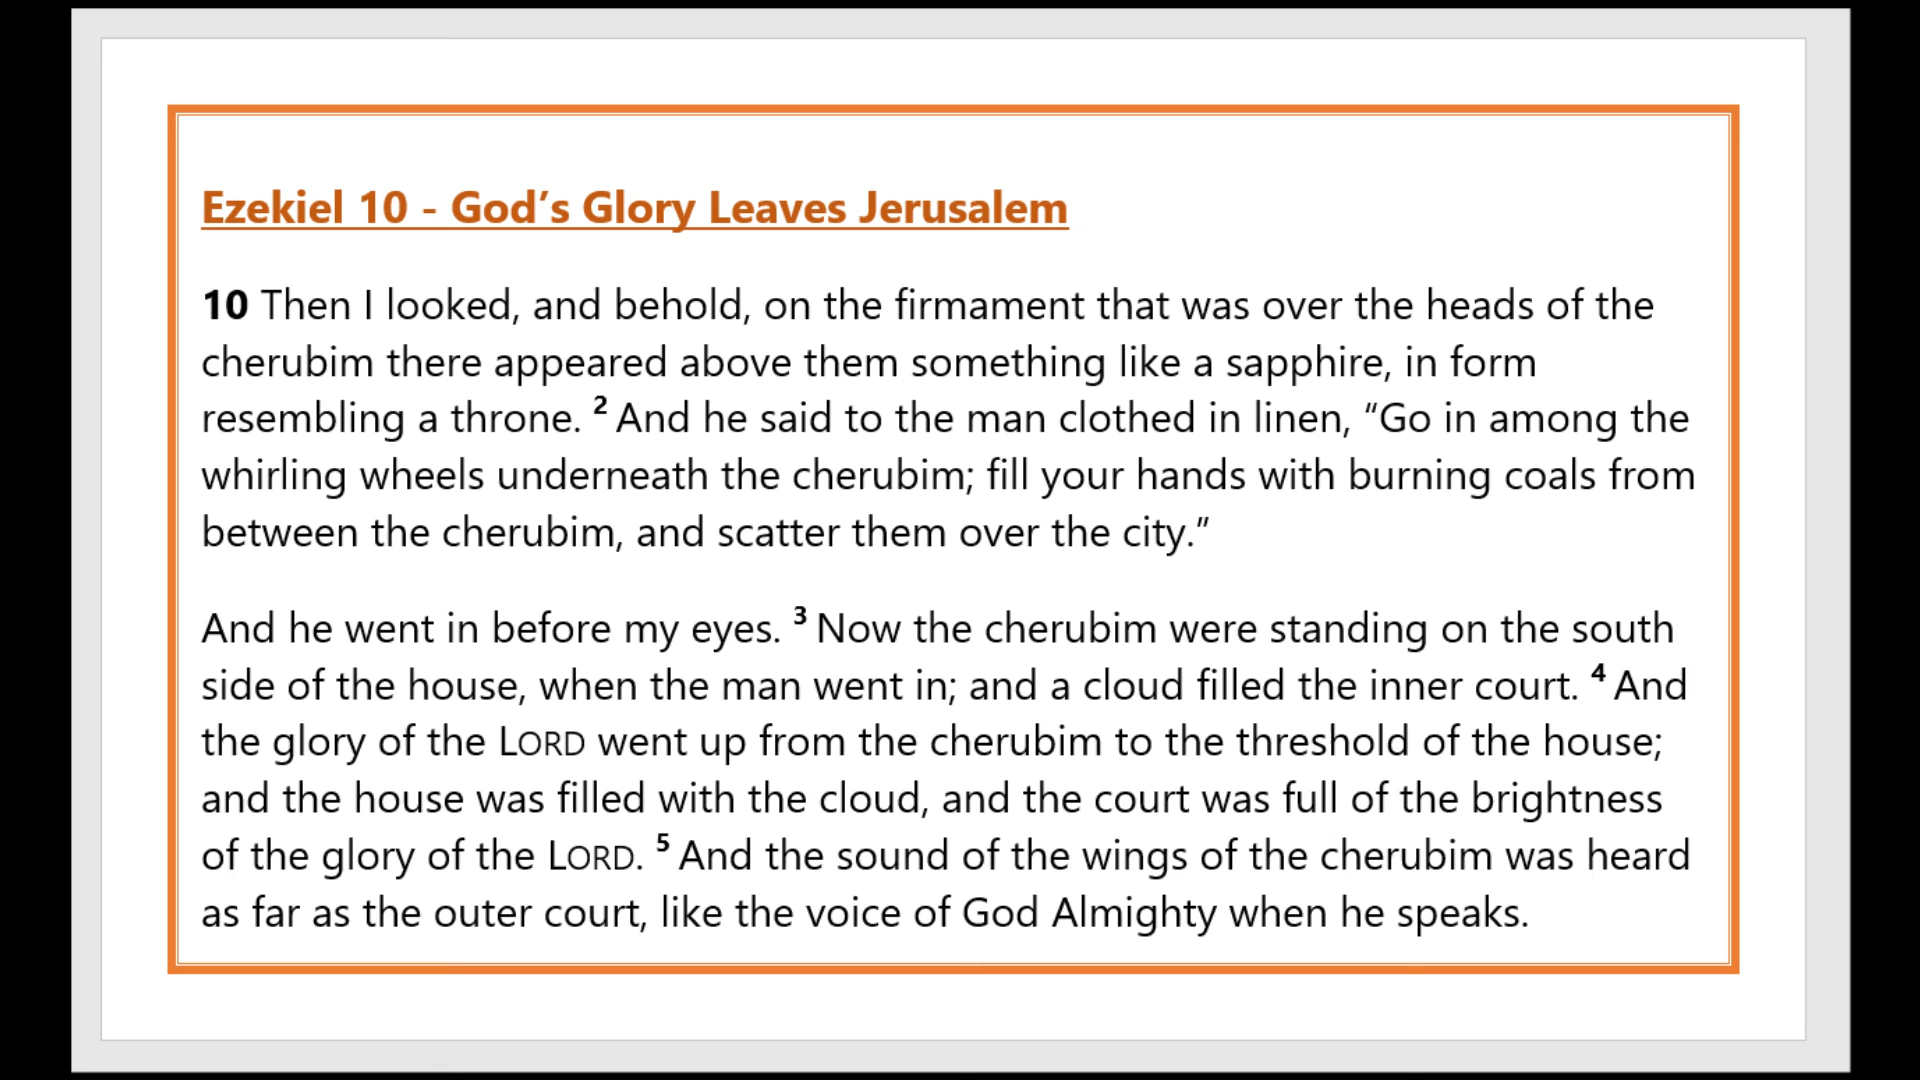 Ezekiel 10 - God’s Glory Leaves Jerusalem
10 Then I looked, and behold, on the firmament that was over the heads of the
cherubim there appeared above them something like a sapphire, in form
resembling a throne. 2 And he said to the man clothed in linen, “Go in among the
whirling wheels underneath the cherubim; fill your hands with burning coals from
between the cherubim, and scatter them over the city.”
And he went in before my eyes. 3 Now the cherubim were standing on the south
side of the house, when the man went in; and a cloud filled the inner court. 4 And
the glory of the LORD went up from the cherubim to the threshold of the house;
and the house was filled with the cloud, and the court was full of the brightness
of the glory of the LORD. 5 And the sound of the wings of the cherubim was heard
as far as the outer court, like the voice of God Almighty when he speaks.